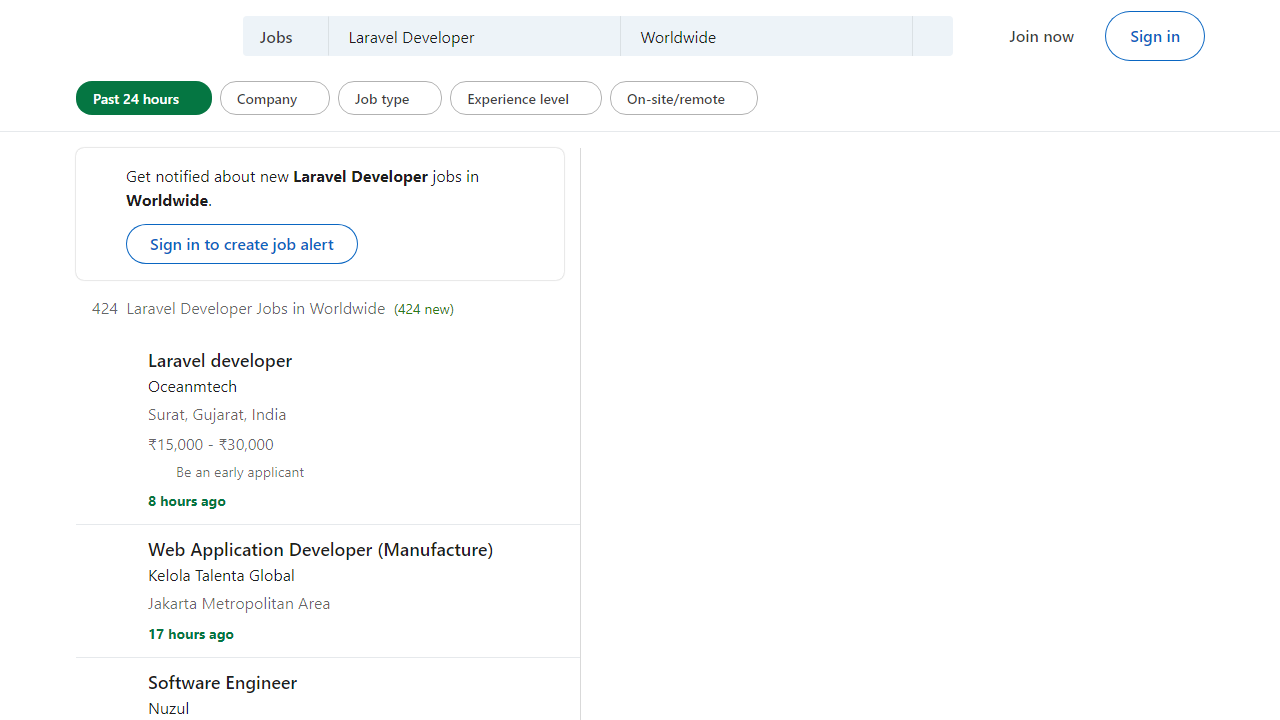 Jobs
Laravel Developer
Worldwide
Join now
Sign in
Past 24 hours
Company
Job type
Experience level
On-site/remote
Get notified about new Laravel Developer jobs in
Worldwide.
Sign in to create job alert
424 Laravel Developer Jobs in Worldwide (424 new)
Laravel developer
Oceanmtech
Surat, Gujarat, India
₹15,000 - ₹30,000
Be an early applicant
8 hours ago
Web Application Developer (Manufacture)
Kelola Talenta Global
Jakarta Metropolitan Area
17 hours ago
Software Engineer
Nuzul